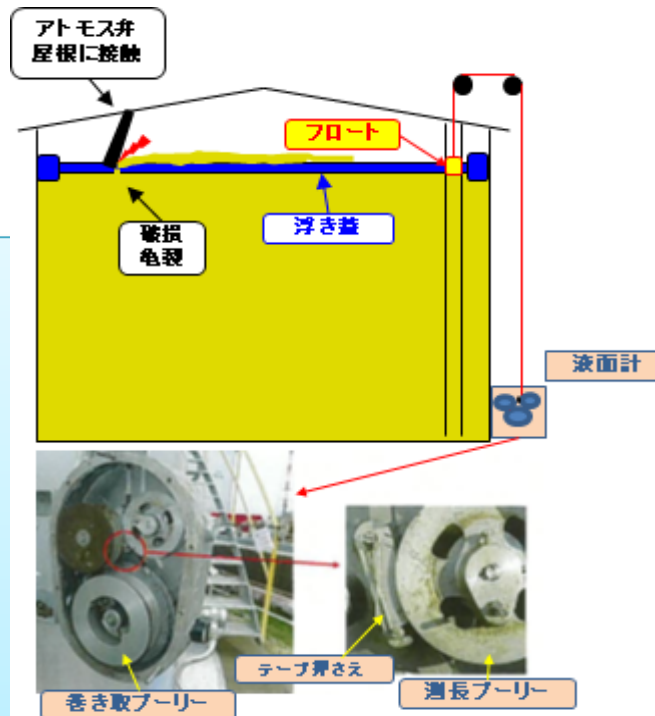 アトモス弁
屋根に接触
フロート
破損
亀裂
浮き蓋
液面計
テープ押さえ
測長プーリー
巻き取プーリー